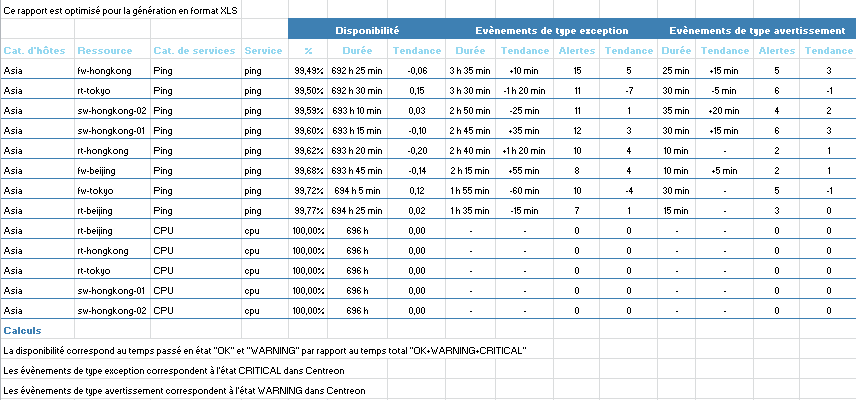 Ce rapport est optimisé pour la génération en format XLS
Disponibilité Evènements de type exception Evènements de type avertissement
Cat. d'hôtes Ressource Cat. de services Service % Durée Tendance Durée Tendance Alertes Tendance Durée Tendance Alertes Tendance
Asia fw-hongkong Ping ping 99,49% 692 h 25 min -0,06 3 h 35 min +10 min 15 5 25 min +15 min 5 3
Asia rt-tokyo Ping ping 99,50% 692 h 30 min 0,15 3 h 30 min -1 h 20 min 11 -7 30 min -5 min 6 -1
Asia sw-hongkong-02 Ping ping 99,59% 693 h 10 min 0,03 2 h 50 min -25 min 11 1 35 min +20 min 4 2
Asia sw-hongkong-01 Ping ping 99,60% 693 h 15 min -0,10 2 h 45 min +35 min 12 3 30 min +15 min 6 3
Asia rt-hongkong Ping ping 99,62% 693 h 20 min -0,20 2 h 40 min +1 h 20 min 10 4 10 min - 2 1
Asia fw-beijing Ping ping 99,68% 693 h 45 min -0,14 2 h 15 min +55 min 8 4 10 min +5 min 2 1
Asia fw-tokyo Ping ping 99,72% 694 h 5 min 0,12 1 h 55 min -60 min 10 -4 30 min - 5 -1
Asia rt-beijing Ping ping 99,77% 694 h 25 min 0,02 1 h 35 min -15 min 7 1 15 min - 3 0
Asia rt-beijing CPU cpu 100,00% 696 h 0,00 - - 0 0 - - 0 0
Asia rt-hongkong CPU cpu 100,00% 696 h 0,00 - - 0 0 - - 0 0
Asia rt-tokyo CPU cpu 100,00% 696 h 0,00 - - 0 0 - - 0 0
Asia sw-hongkong-01 CPU cpu 100,00% 696 h 0,00 - - 0 0 - - 0 0
Asia sw-hongkong-02 CPU cpu 100,00% 696 h 0,00 - - 0 0 - - 0 0
Calculs
La disponibilité correspond au temps passé en état "OK" et "WARNING" par rapport au temps total "OK+WARNING+CRITICAL"
Les évènements de type exception correspondent à l'état CRITICAL dans Centreon
Les évènements de type avertissement correspondent à l'état WARNING dans Centreon